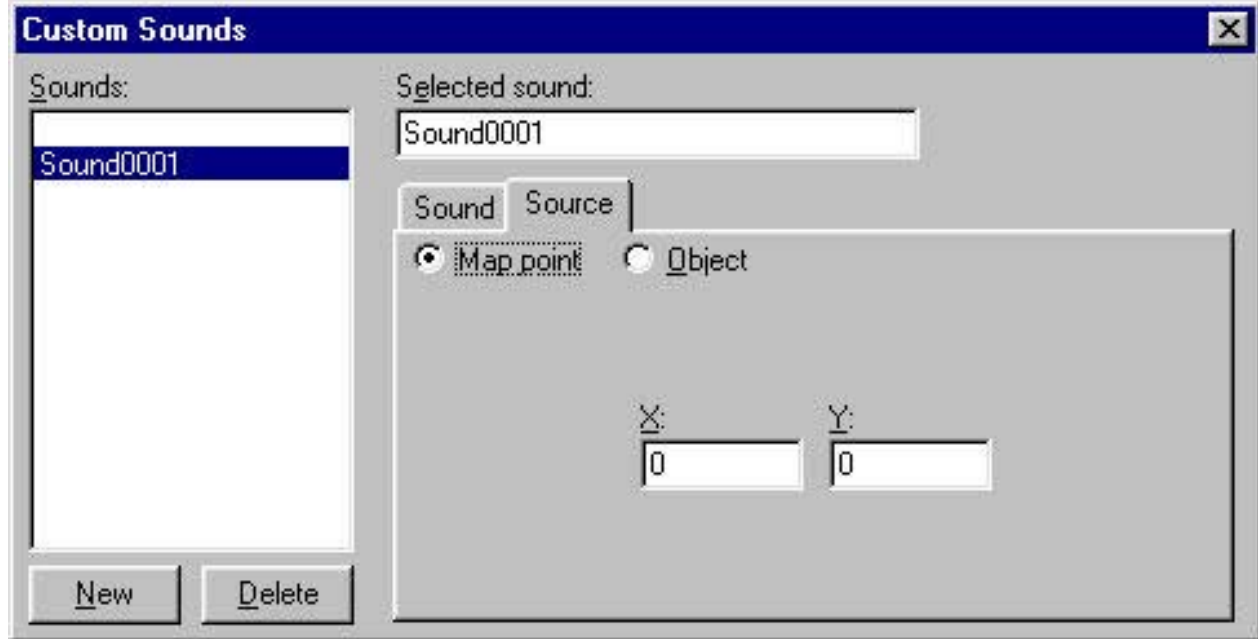 Custom Sounds
Sounds:
Sound0001
New
Delete
Selected sound:
Sound0001
Sound
Source
Map point
Object
X:
Y:
0
0